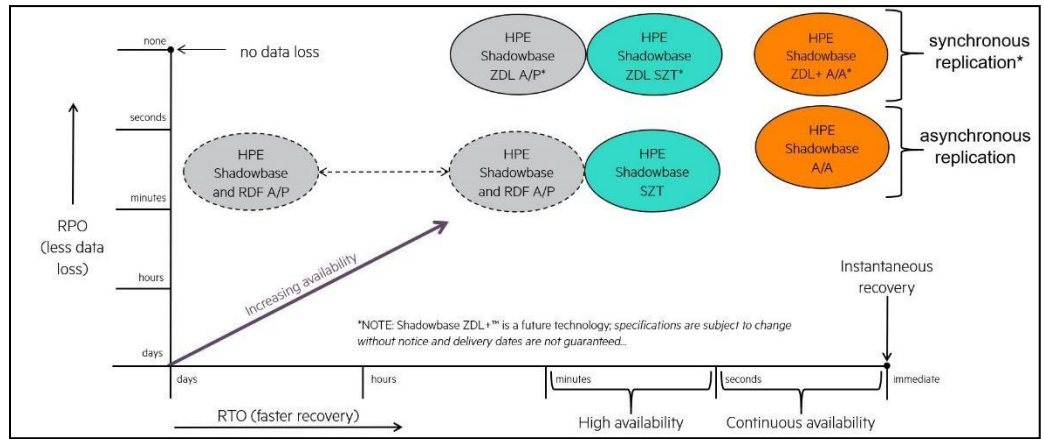 none
no data loss
HPE
Shadowbase
ZDL A/P*
HPE
Shadowbase
ZDL SZT*
HPE
Shadowbase
ZDL+ A/A*
synchronous
replication*
seconds
HPE
Shadowbase
and RDF A/P
HPE
Shadowbase
and RDF A/P
HPE
Shadowbase
SZT
HPE
Shadowbase
A/A
asynchronous
replication
minutes
RPO
(less data
loss)
hours
Increasing availability
Instantaneous
recovery
*NOTE: Shadowbase ZDL+™ is a future technology; specifications are subject to change
without notice and delivery dates are not guaranteed...
days
days
hours
minutes
seconds
immediate
RTO (faster recovery)
High availability
Continuous availability